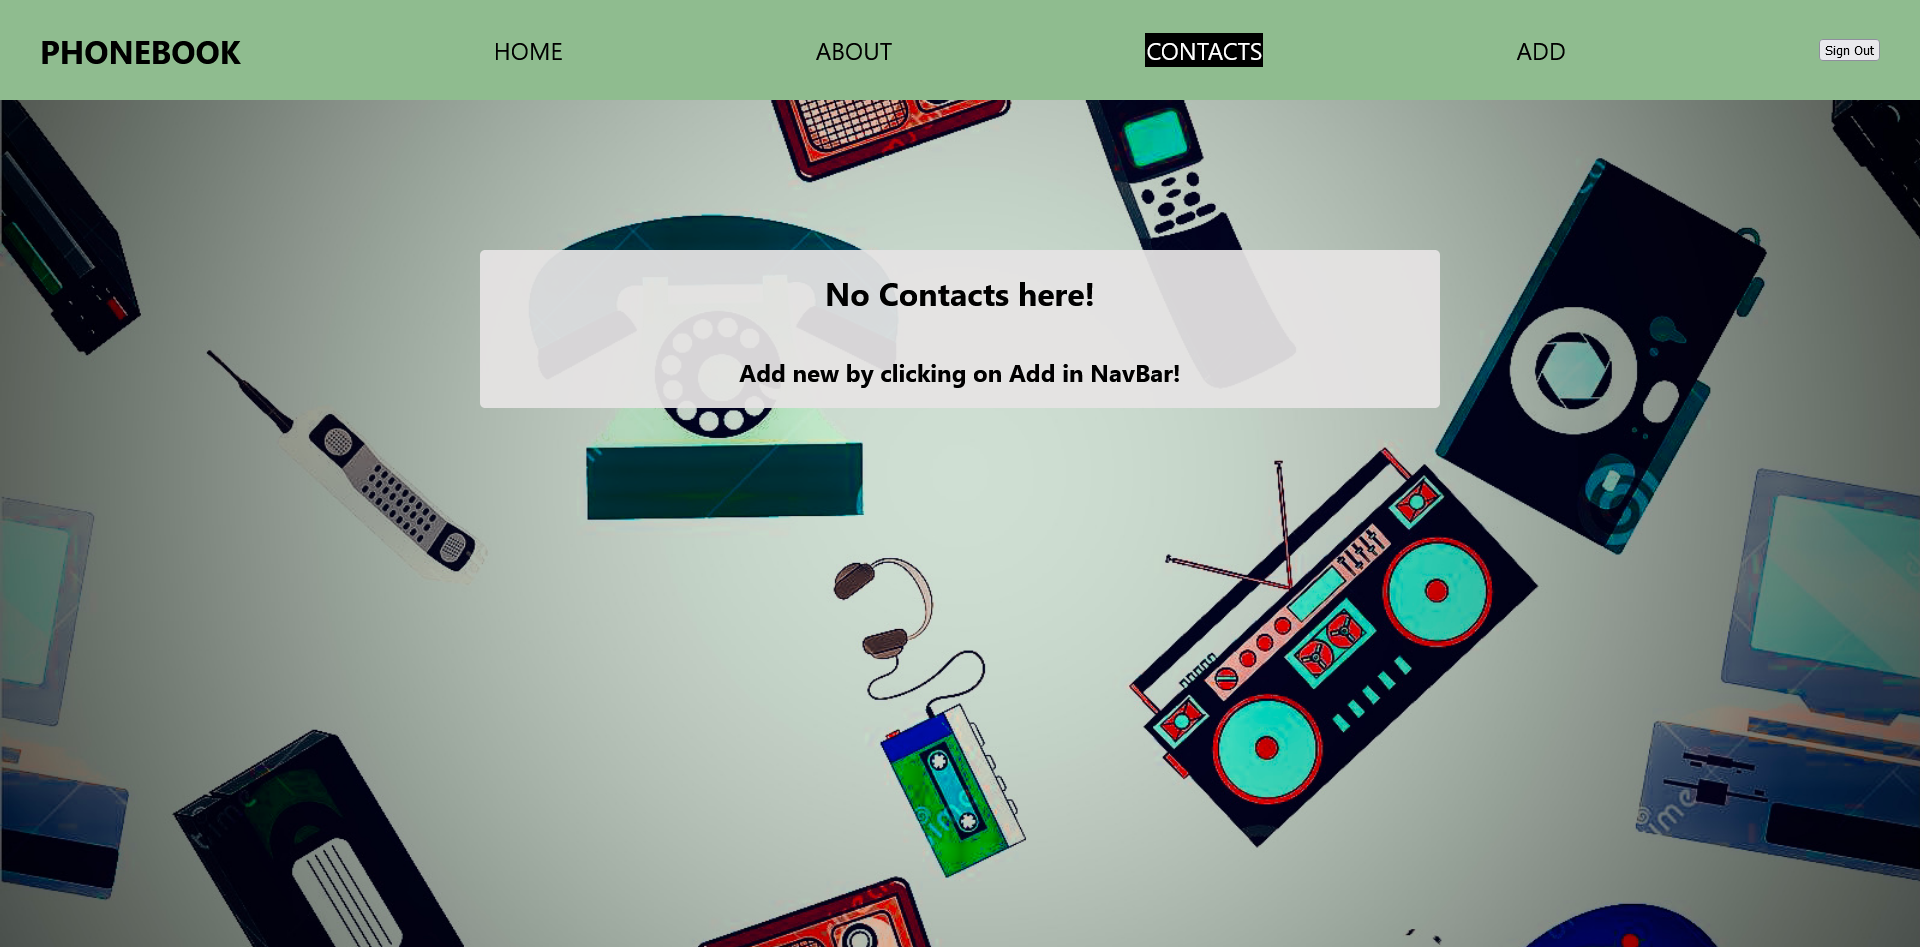 PHONEBOOK
HOME
ABOUT
CONTACTS
ADD
Sign Out
No Contacts here!
Add new by clicking on Add in NavBar!